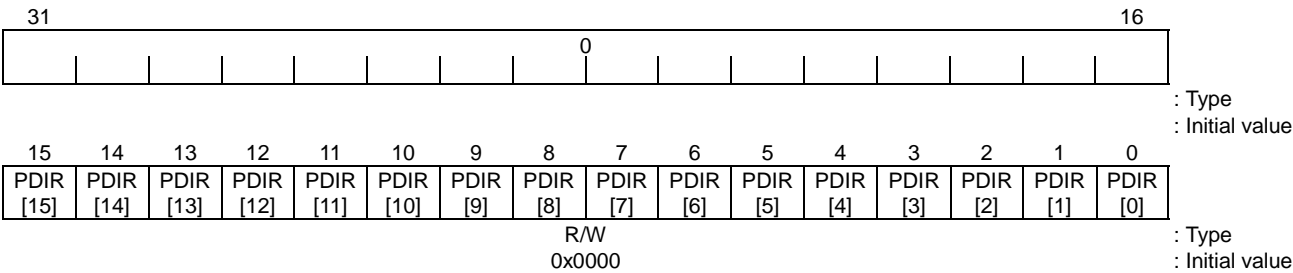 31 16
0
: Type
: Initial value
15 14 13 12 11 10 9 8 7 6 5 4 3 2 1 0
PDIR PDIR PDIR PDIR PDIR PDIR PDIR PDIR PDIR PDIR PDIR PDIR PDIR PDIR PDIR PDIR
[15] [14] [13] [12] [11] [10] [9] [8] [7] [6] [5] [4] [3] [2] [1] [0]
R/W : Type
0x0000 : Initial value